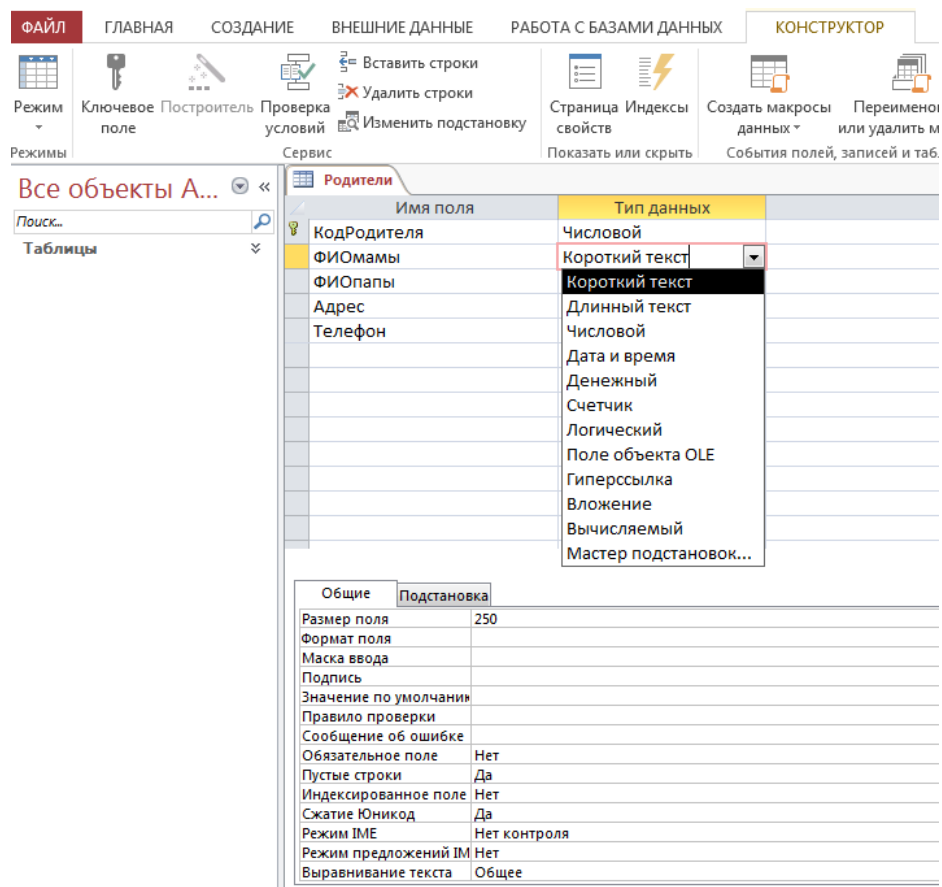 ФАЙЛ ГЛАВНАЯ СОЗДАНИЕ ВНЕШНИЕ ДАННЫЕ РАБОТА С БАЗАМИ ДАННЫХ КОНСТРУКТОР
Режим
Ключевое
поле
Построитель
Проверка
условий
Вставить строки
Удалить строки
Изменить подстановку
Страница
свойств
Индексы
Создать макросы
данных
Переименов
или удалить м
Режимы Сервис Показать или скрыть События полей, записей и таб.
Все объекты A... «
Поиск...
Таблицы
Родители
Имя поля Тип данных
КодРодителя Числовой
ФИОмамы Короткий текст
ФИОпапы
Адрес
Телефон
Короткий текст
Длинный текст
Числовой
Дата и время
Денежный
Счетчик
Логический
Поле объекта OLE
Гиперссылка
Вложение
Вычисляемый
Мастер подстановок...
Общие Подстановка
Размер поля 250
Формат поля
Маска ввода
Подпись
Значение по умолчанию
Правило проверки
Сообщение об ошибке
Обязательное поле Нет
Пустые строки Да
Индексированное поле Нет
Сжатие Юникод Да
Режим IME Нет контроля
Режим предложений IM Нет
Выравнивание текста Общее